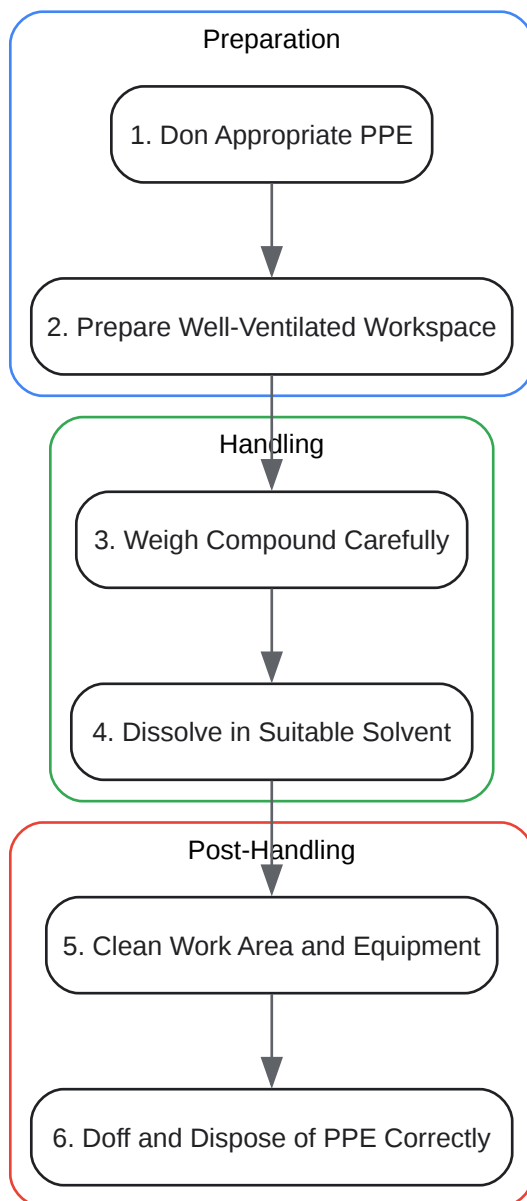 Preparation
1. Don Appropriate PPE
2. Prepare Well-Ventilated Workspace
Handling
3. Weigh Compound Carefully
4. Dissolve in Suitable Solvent
Post-Handling
5. Clean Work Area and Equipment
6. Doff and Dispose of PPE Correctly